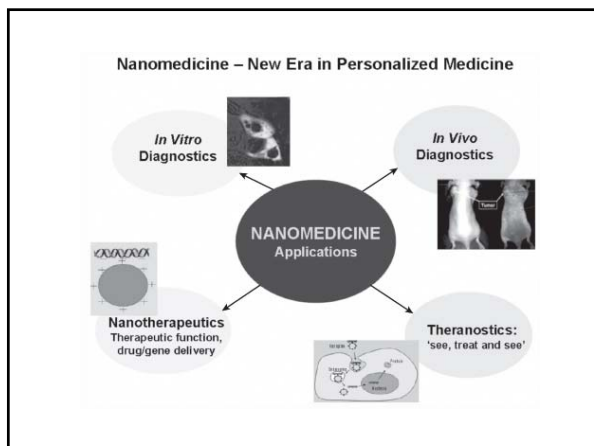 Nanomedicine – New Era in Personalized Medicine
In Vitro
Diagnostics
In Vivo
Diagnostics
Tumor
NANOMEDICINE
Applications
Nanotherapeutics
Therapeutic function,
drug/gene delivery
Theranostics:
'see, treat and see'